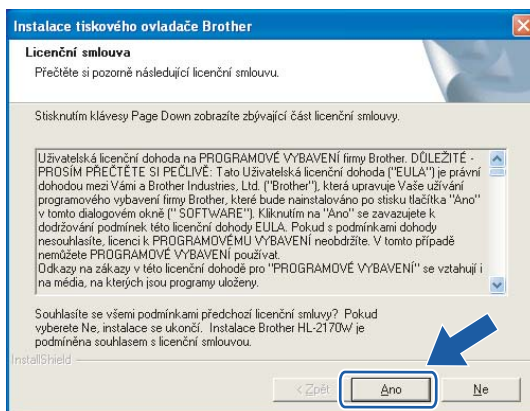 Instalace tiskového ovladače Brother
Licenční smlouva
Přečtěte si pozorně následující licenční smlouvu.
Stisknutím klávesy Page Down zobrazíte zbývající část licenční smlouvy.
Uživatelská licenční dohoda na PROGRAMOVÉ VYBAVENÍ firmy Brother. DŮLEŽITÉ -
PROSÍM PŘEČTĚTE SI PEČLIVĚ: Tato Uživatelská licenční dohoda ("EULA") je právní
dohodou mezi Vámi a Brother Industries, Ltd. ("Brother"), která upravuje Vaše užívání
programového vybavení firmy Brother, které bude nainstalováno po stisku tlačítka "Ano"
v tomto dialogovém okně (" SOFTWARE"). Kliknutím na "Ano" se zavazujete k
dodržování podmínek této licenční dohody EULA. Pokud s podmínkami dohody
nesouhlasíte, licenci k PROGRAMOVÉMU VYBAVENÍ neobdržíte. V tomto případě
nemůžete PROGRAMOVÉ VYBAVENÍ používat.
Odkazy na zákazy v této licenční dohodě pro "PROGRAMOVÉ VYBAVENÍ" se vztahují i
na média, na kterých jsou programy uloženy.
Souhlasíte se všemi podmínkami předchozí licenční smluvy? Pokud
vyberete Ne, instalace se ukončí. Instalace Brother HL-2170W je
podmíněna souhlasem s licenční smlouvou.
InstallShield
< Zpět
Ano
Ne